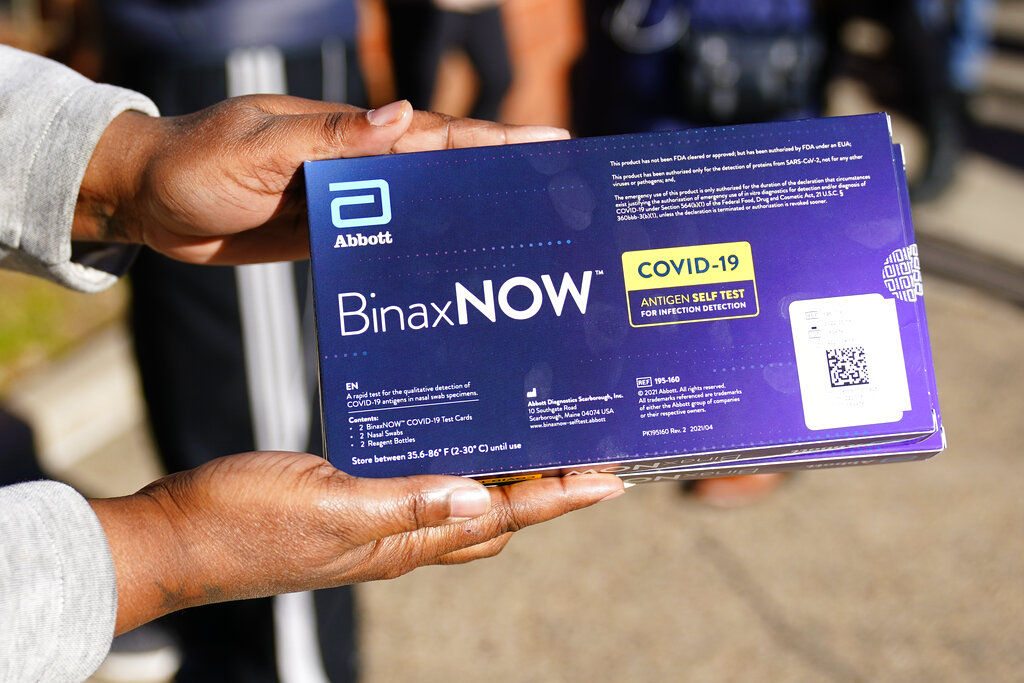 This product has not been FDA cleared or approved; but has been authorized by FDA under an EUA;
This product has been authorized only for the detection of proteins from SARS-CoV-2, not for any other
viruses or pathogens; and,
The emergency use of this product is only authorized for the duration of the declaration that circumstances
exist justifying the authorization of emergency use of in vitro diagnostics for detection and/or diagnosis of
COVID-19 under Section 564(b)(1) of the Federal Food, Drug and Cosmetic Act, 21 U.S.C. §
360bbb-3(b)(1), unless the declaration is terminated or authorization is revoked sooner.
Abbott
BinaxNOW™
COVID-19
ANTIGEN SELF TEST
FOR INFECTION DETECTION
EN
A rapid test for the qualitative detection of
COVID-19 antigens in nasal swab specimens.
Contents:
• 2 BinaxNOW™ COVID-19 Test Cards
• 2 Nasal Swabs
• 2 Reagent Bottles
Store between 35.6-86° F (2-30° C) until use
Abbott Diagnostics Scarborough, Inc.
10 Southgate Road
Scarborough, Maine 04074 USA
www.binaxnow-selftest.abbott
REF 195-160
© 2021 Abbott. All rights reserved.
All trademarks referenced are trademarks
of either the Abbott group of companies
or their respective owners.
PK195160 Rev. 2 2021/04